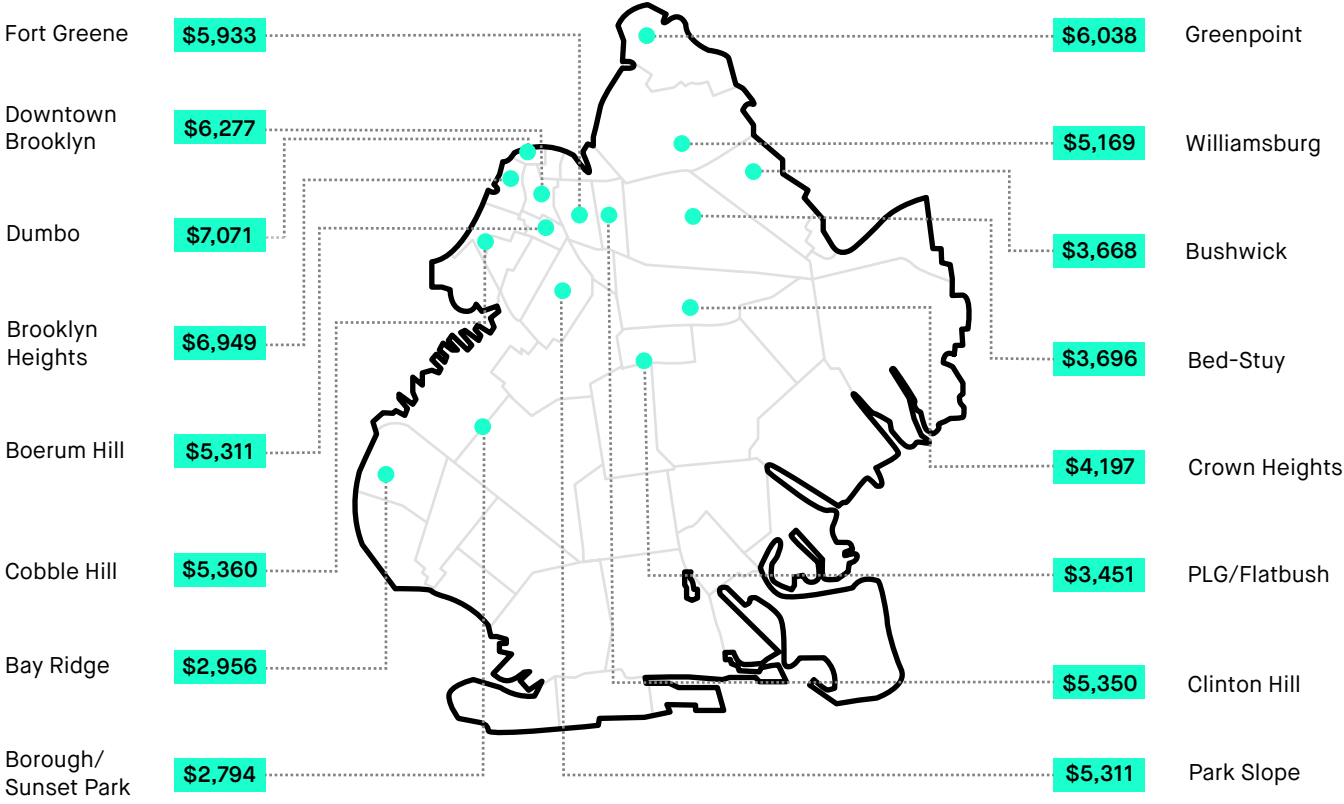 Fort Greene
$5,933
Downtown
Brooklyn
$6,277
Dumbo
$7,071
Brooklyn
Heights
$6,949
Boerum Hill
$5,311
Cobble Hill
$5,360
Bay Ridge
$2,956
Borough/
Sunset Park
$2,794
$6,038
Greenpoint
$5,169
Williamsburg
$3,668
Bushwick
$3,696
Bed-Stuy
$4,197
Crown Heights
$3,451
PLG/Flatbush
$5,350
Clinton Hill
$5,311
Park Slope